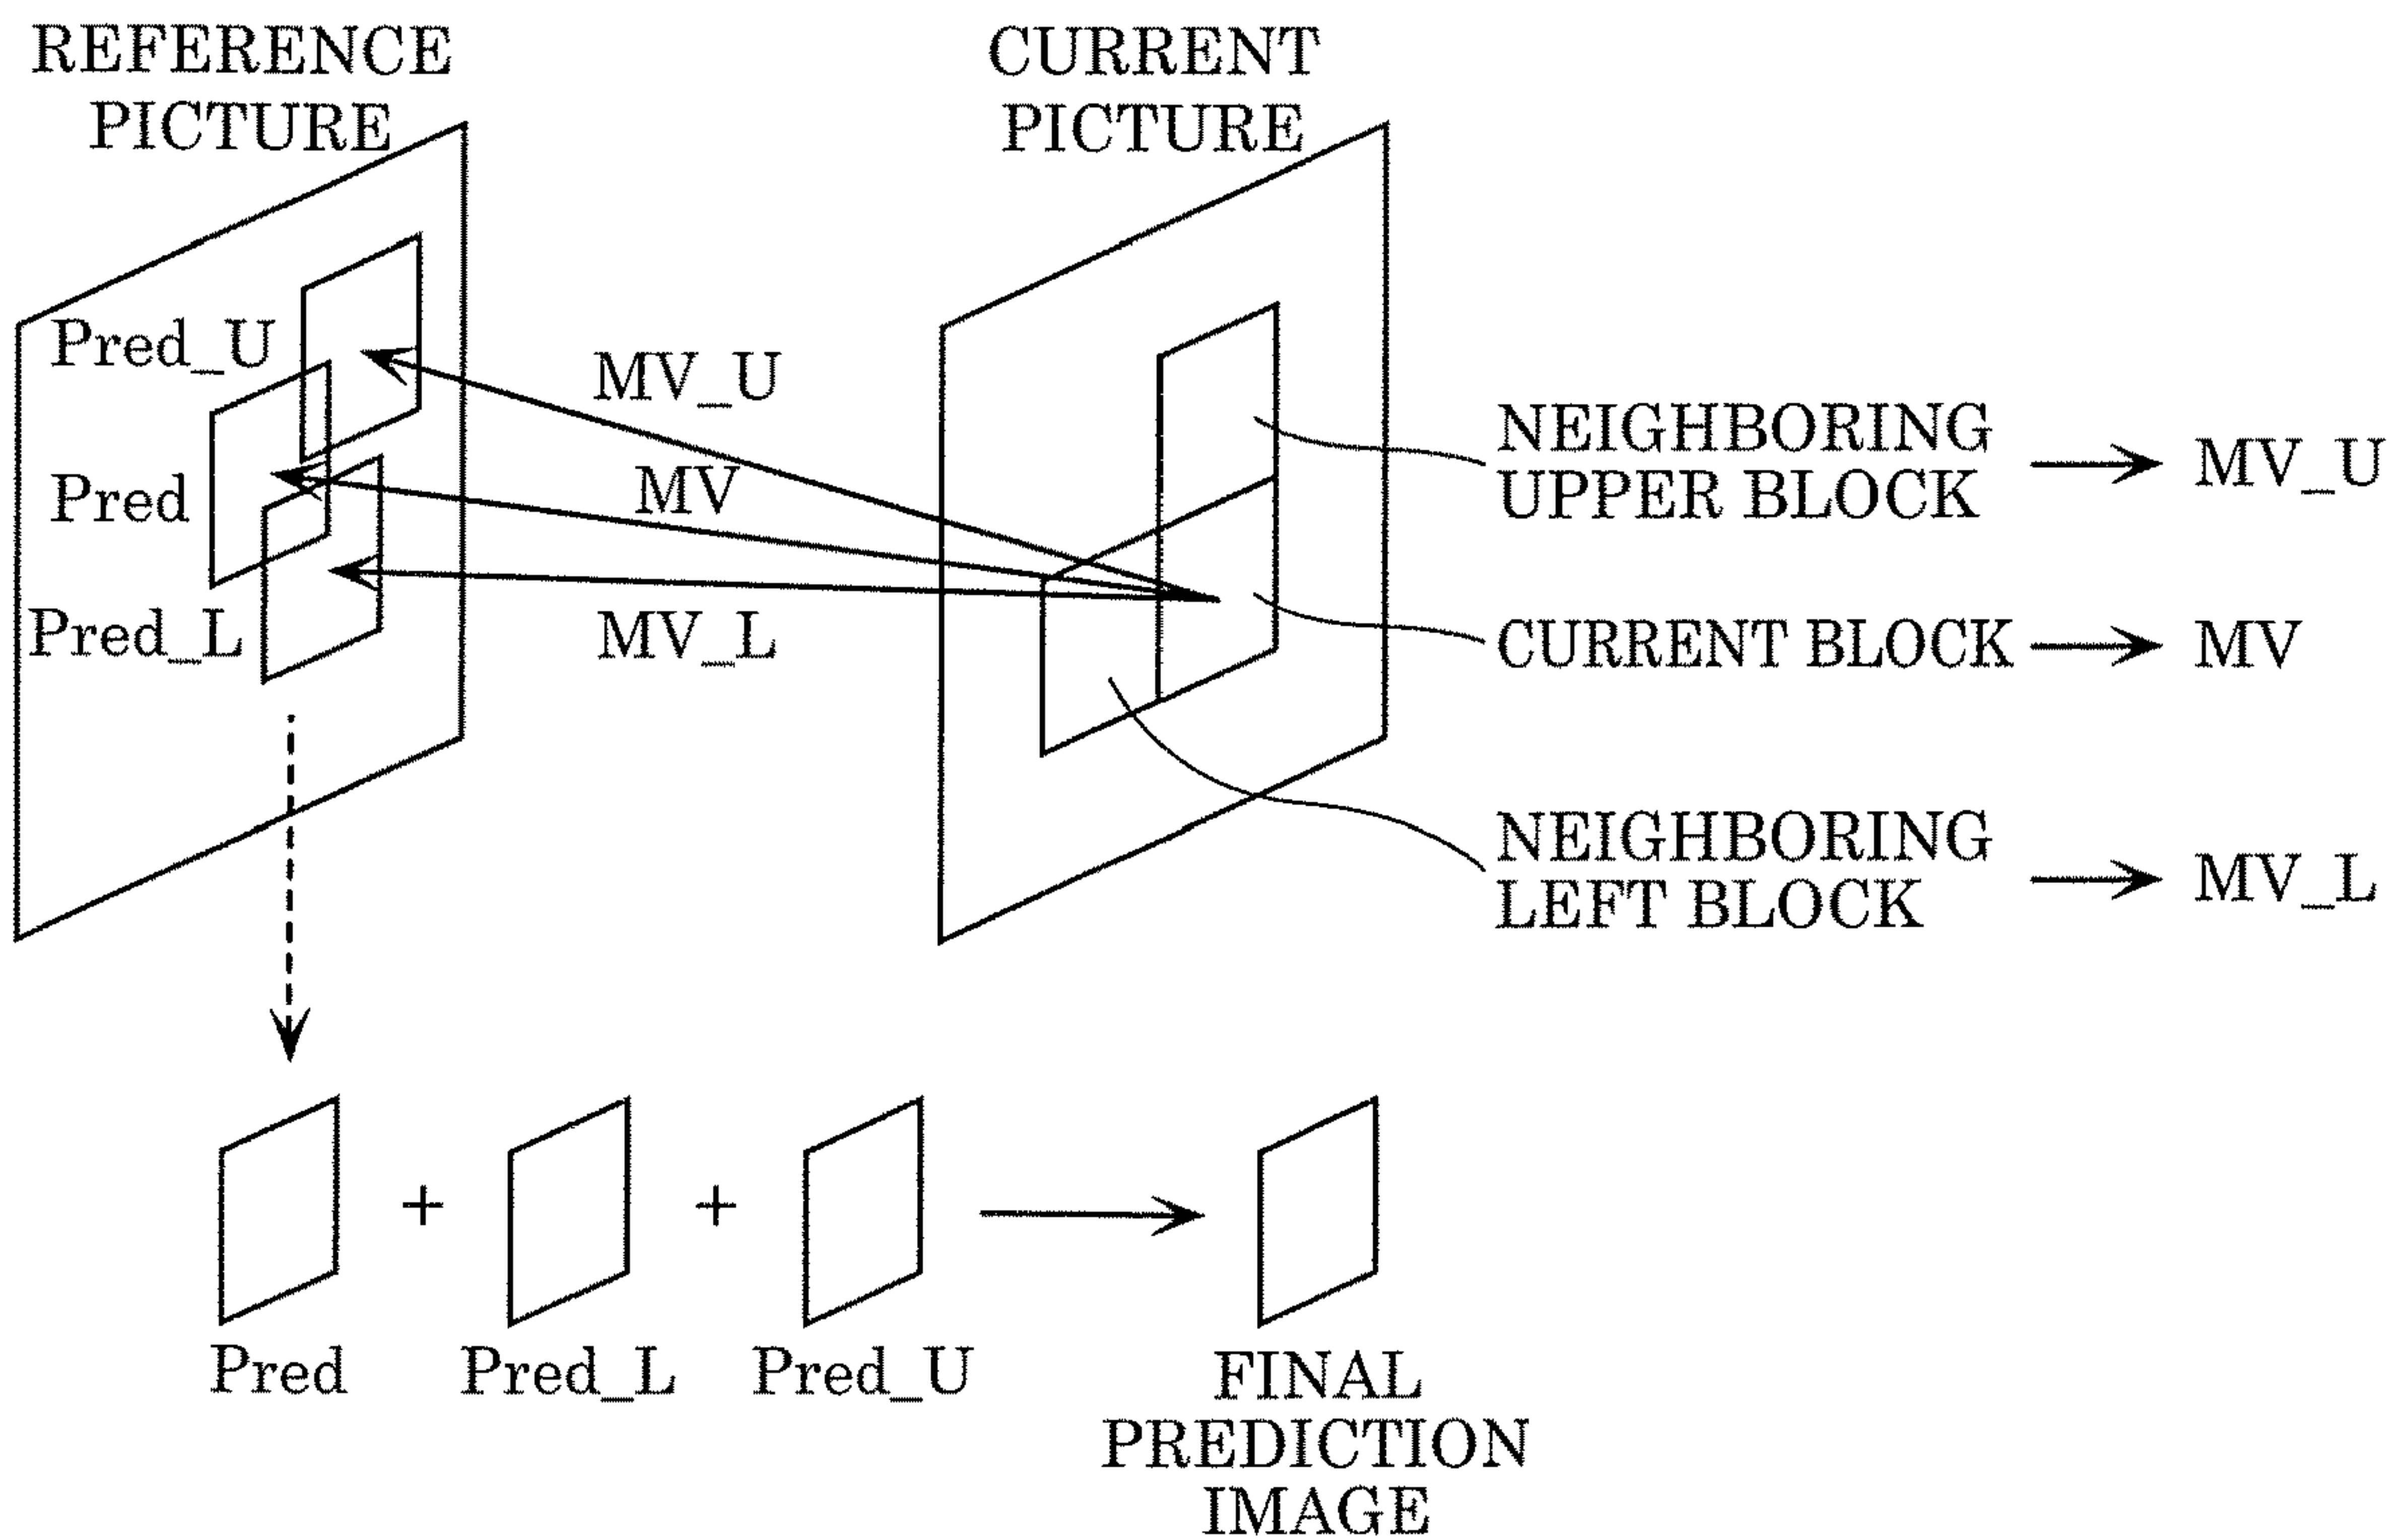 REFERENCE
PICTURE
CURRENT
PICTURE
Pred_U
Pred
Pred_L
MV_U
MV
MV_L
NEIGHBORING
UPPER BLOCK
MV_U
CURRENT BLOCK
MV
NEIGHBORING
LEFT BLOCK
MV_L
+
+
Pred
Pred_L
Pred_U
FINAL
PREDICTION
IMAGE